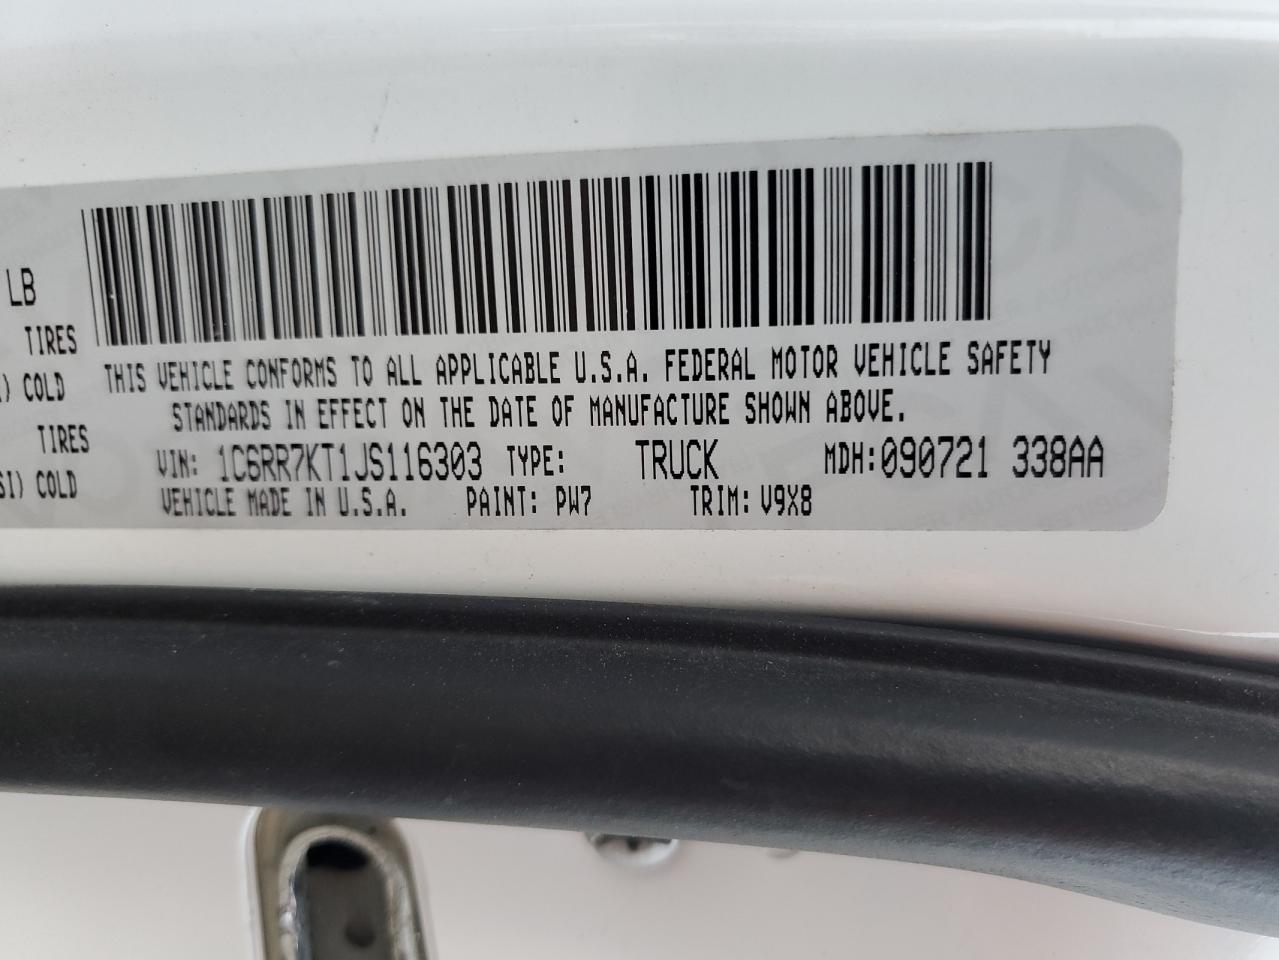 LB
TIRES
) COLD
TIRES
SI) COLD
THIS VEHICLE CONFORMS TO ALL APPLICABLE U.S.A. FEDERAL MOTOR VEHICLE SAFETY
STANDARDS IN EFFECT ON THE DATE OF MANUFACTURE SHOWN ABOVE.
VIN: 1C6RR7KT1JS116303 TYPE: TRUCK MDH:090721 338AA
VEHICLE MADE IN U.S.A. PAINT: PW7 TRIM: V9X8